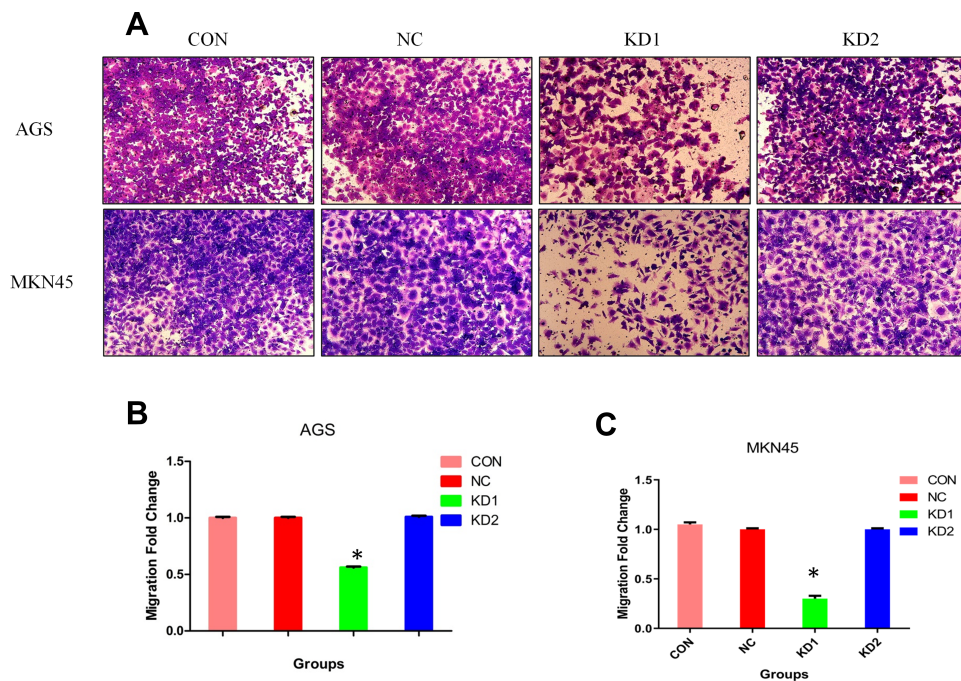 A
CON NC KD1 KD2
AGS
MKN45
B
AGS
Migration Fold Change
1.5
1.0
0.5
0.0
*
Groups
CON
NC
KD1
KD2
C
MKN45
Migration Fold Change
1.5
1.0
0.5
0.0
*
CON NC KD1 KD2
Groups
CON
NC
KD1
KD2